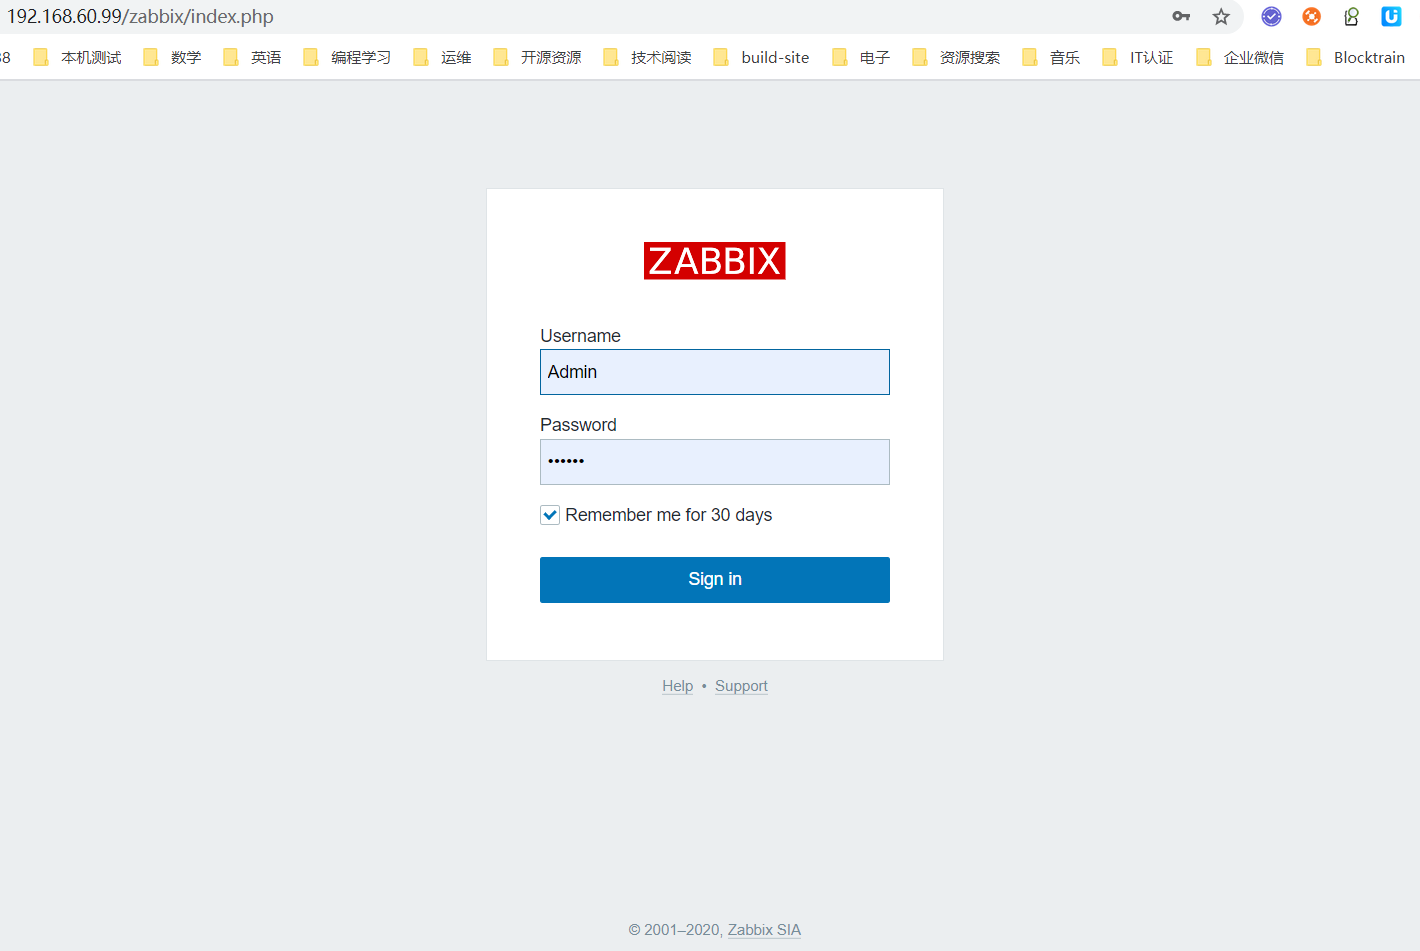 192.168.60.99/zabbix/index.php
38 本机测试 数学 英语 编程学习 运维 开源资源 技术阅读 build-site 电子 资源搜索 音乐 IT认证 企业微信 Blocktrain
ZABBIX
Username
Admin
Password
••••••
Remember me for 30 days
Sign in
Help • Support
© 2001–2020, Zabbix SIA